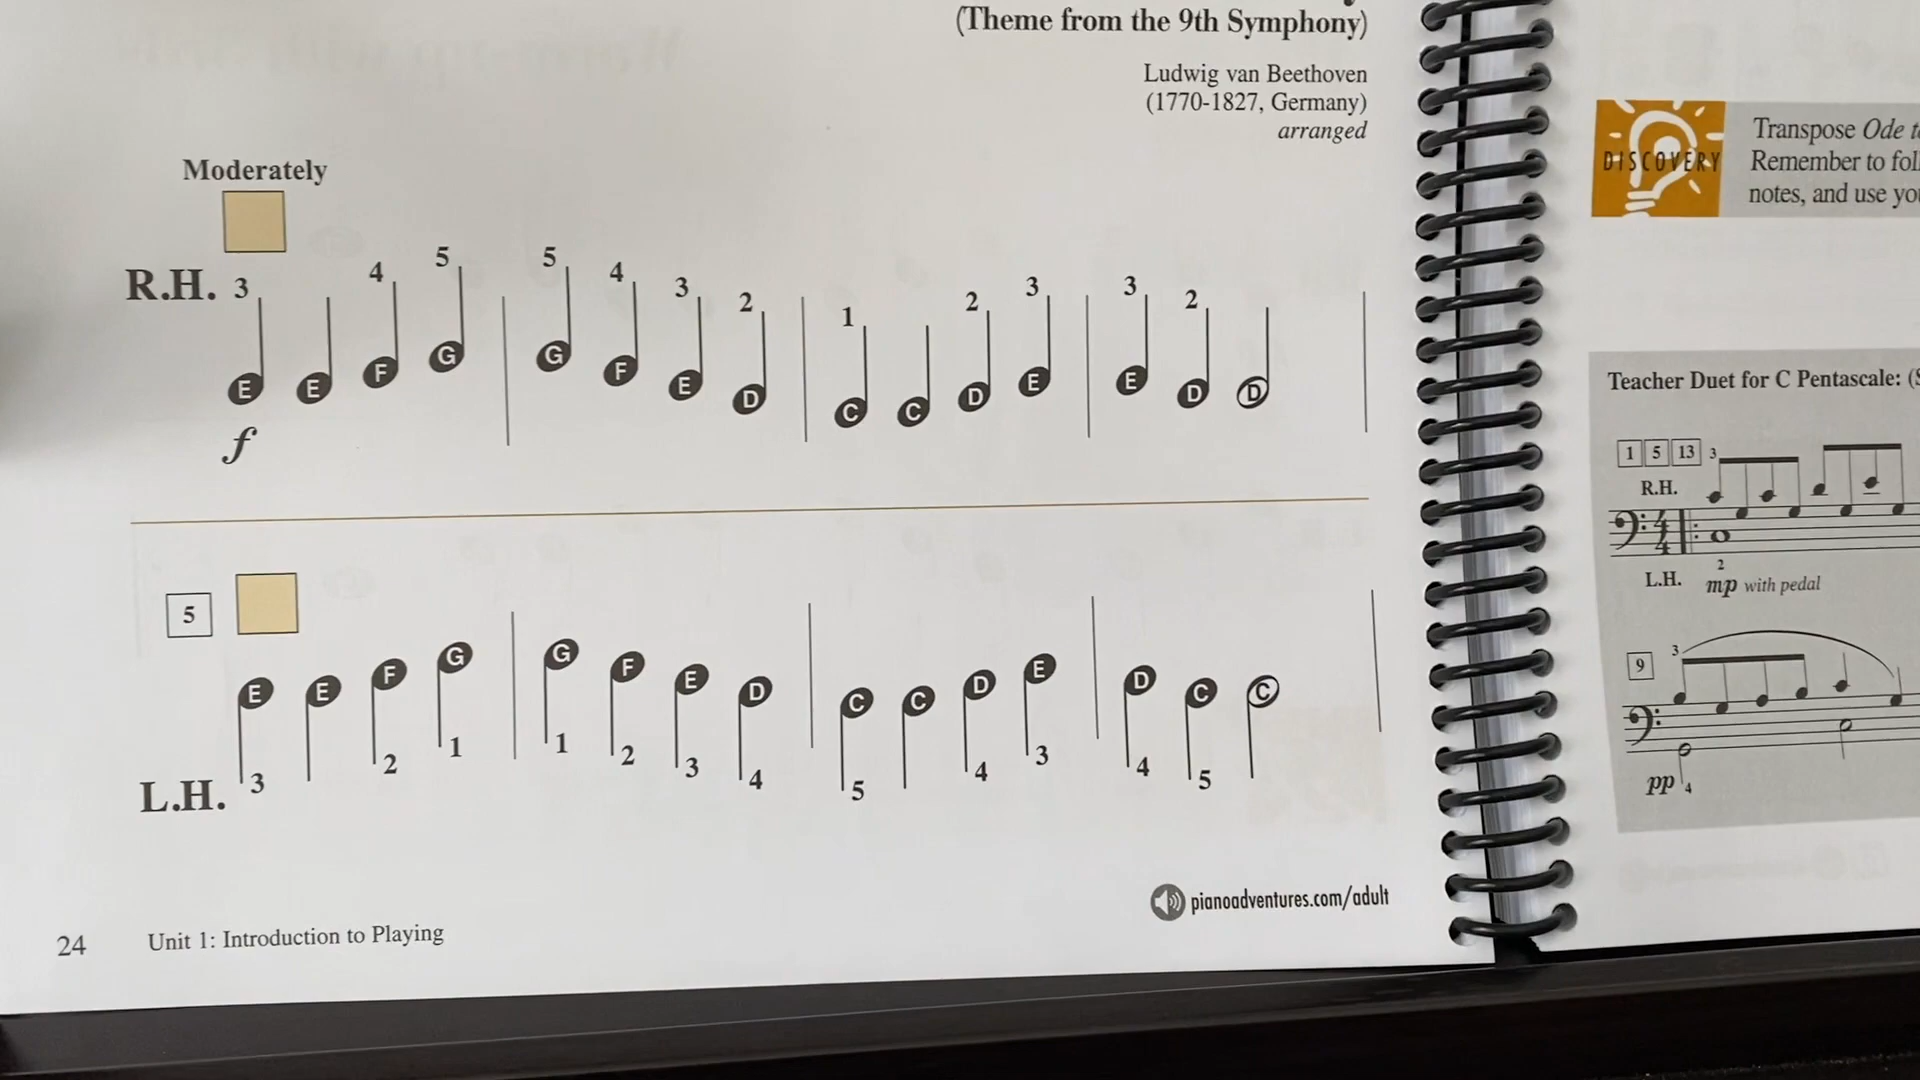 (Theme from the 9th Symphony)
Ludwig van Beethoven
(1770-1827, Germany)
arranged
Moderately
R.H. 3 4 5 5 4 3 2 1 2 3 3 2
E E F G G F E D C C D E E D D
f
5
E E F G G F E D C C D E D C C
L.H. 3 2 1 1 2 3 4 5 4 3 4 5
pianoadventures.com/adult
24 Unit 1: Introduction to Playing
DISCOVERY
Transpose Ode
Remember to
notes, and use
Teacher Duet for C Pentascale:
1 5 13 3
R.H.
4
4
2
L.H. mp with pedal
9 3
pp 4